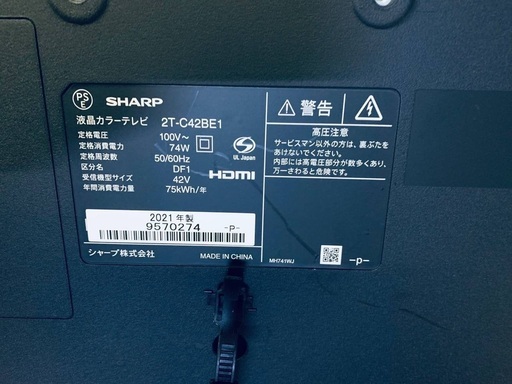 PS
E
SHARP
液晶カラーテレビ 2T-C42BE1
定格電圧 100V~
定格消費電力 74W
定格周波数 50/60Hz
区分名 DF1
受信機型サイズ 42V
年間消費電力量 75kWh/年
UL Japan
HDMI
2021年製
9570274 -P-
シャープ株式会社 MADE IN CHINA
警告
高圧注意
サービスマン以外の方は、裏ぶたを
あけないでください。
内部には高電圧部分が数多くあり、
万一さわると危険です。
MH741WJ
-P-